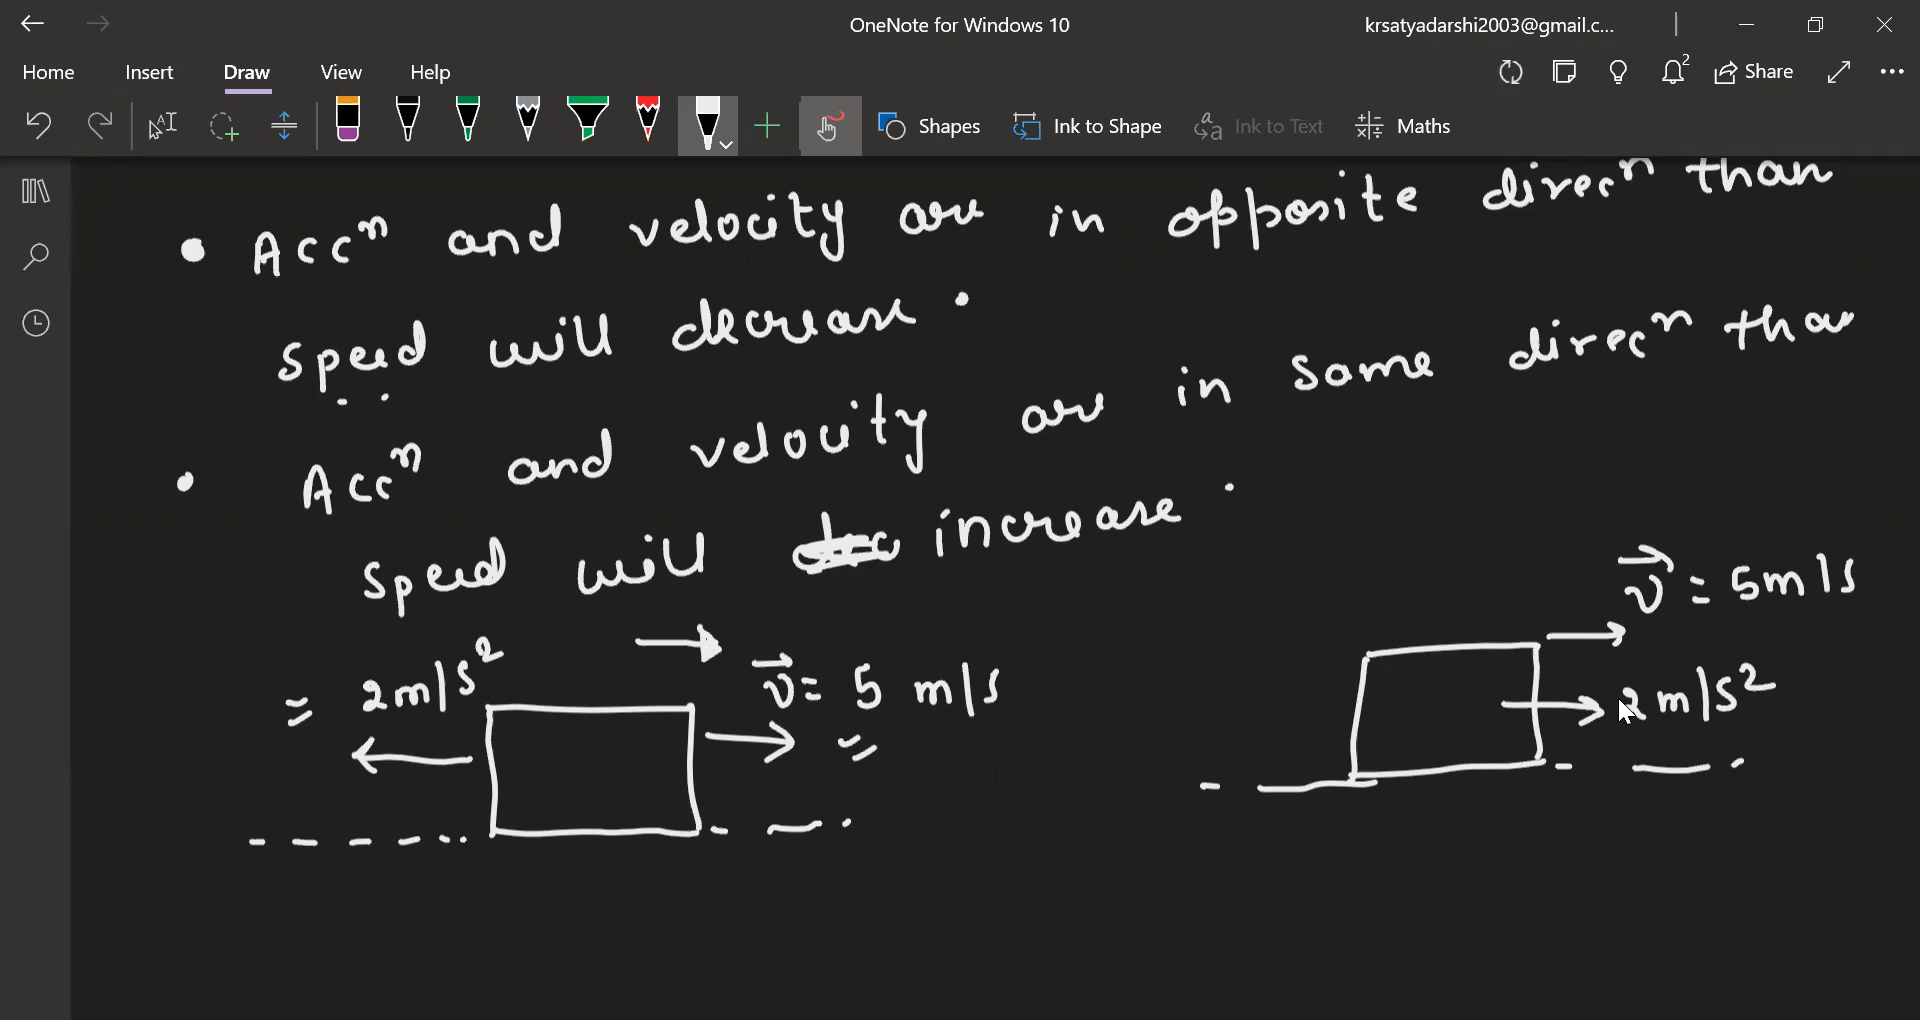 OneNote for Windows 10
krsatyadarshi2003@gmail.c...
Home Insert Draw View Help
2
Share
Shapes
Ink to Shape
Ink to Text
Maths
• Accⁿ and velocity are in opposite direcⁿ than
speed will decrease .
• Accⁿ and velocity are in same direcⁿ than
speed will increase .
v = 5m/s
= 2m/s²
v = 5 m/s
2 m/s²